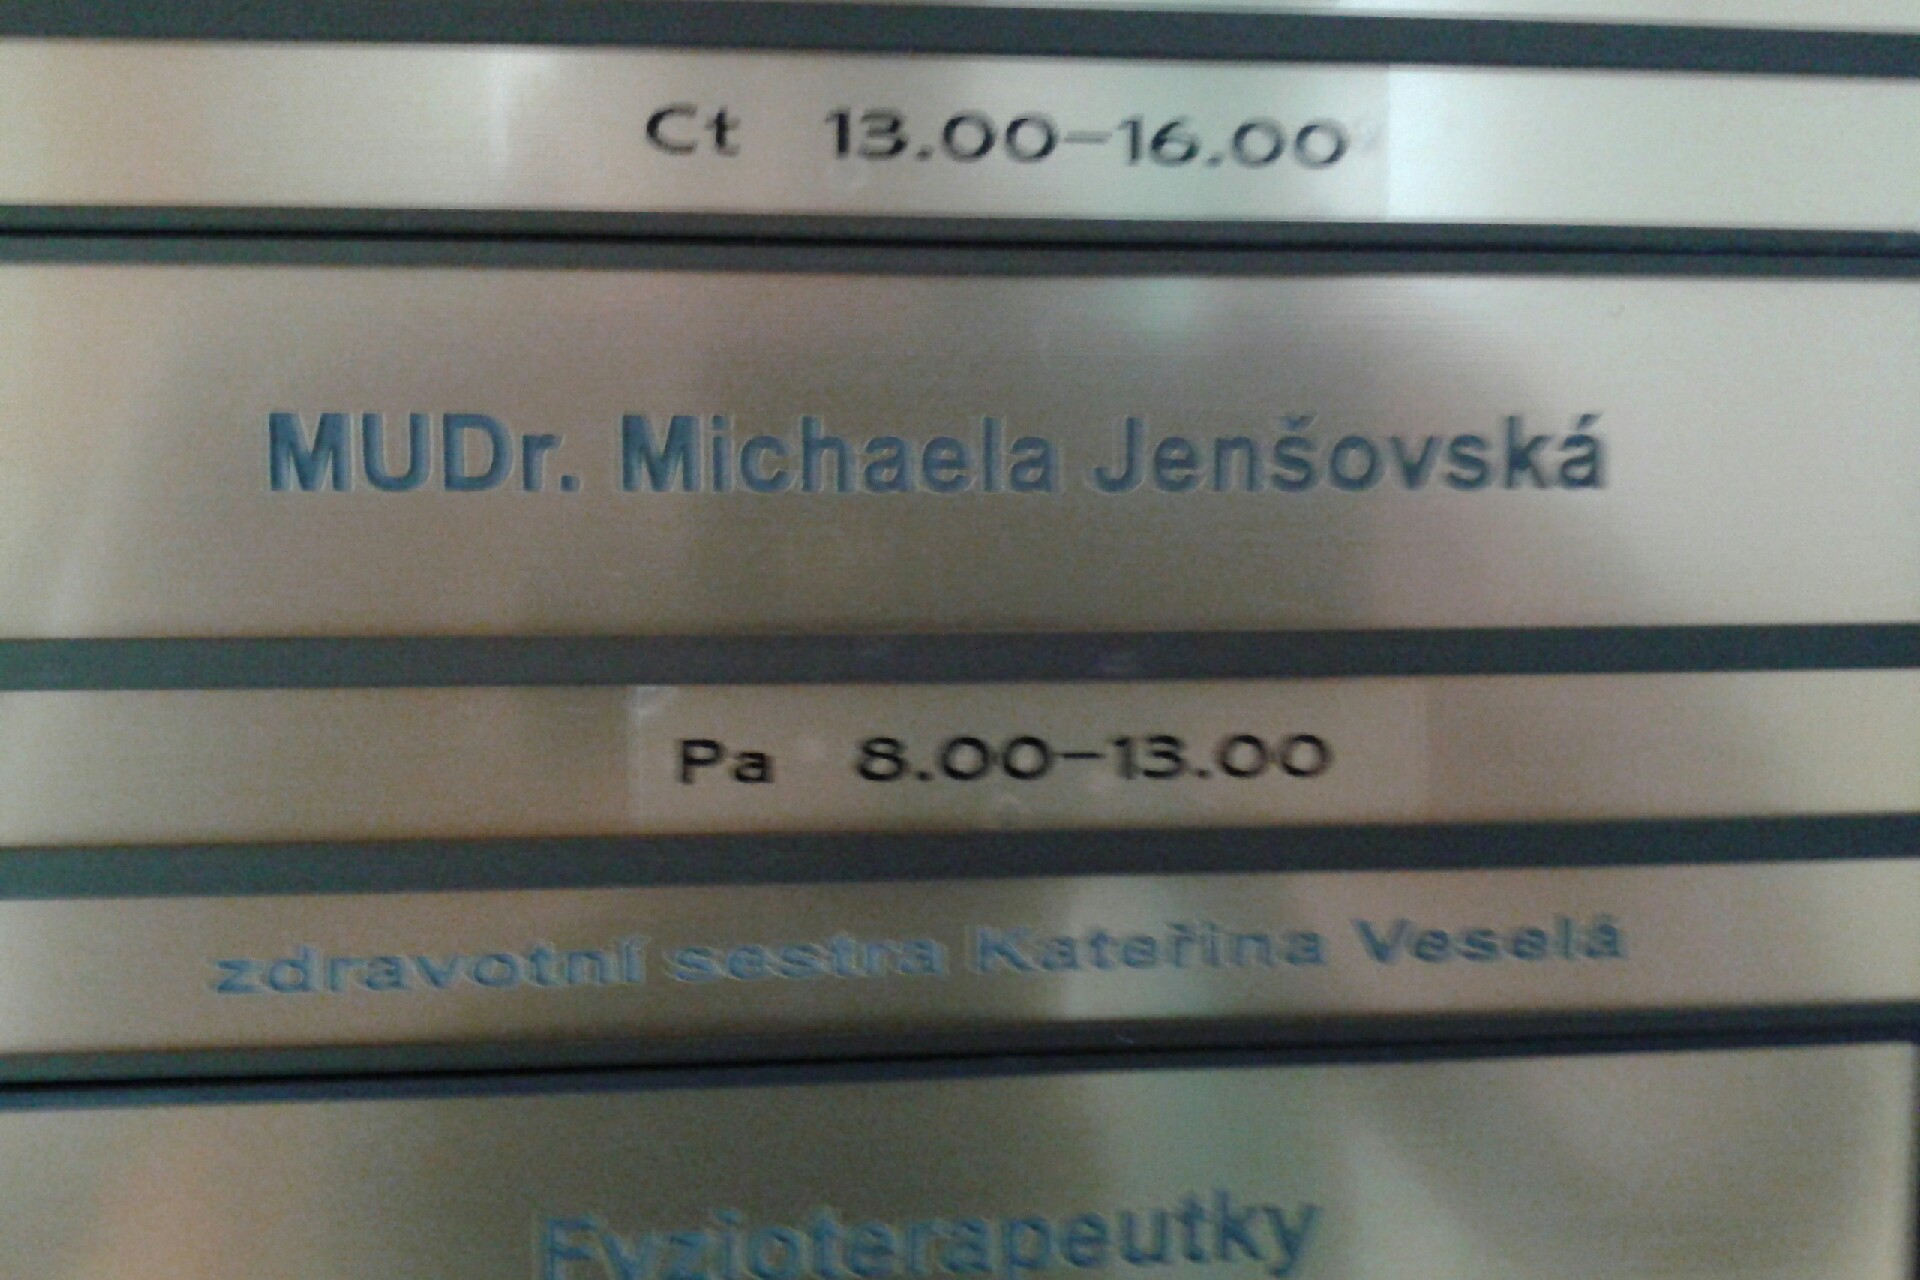 Ct 13.00-16.00
MUDr. Michaela Jenšovská
Pa 8.00-13.00
zdravotní sestra Kateřina Veselá
Fyzioterapeutky